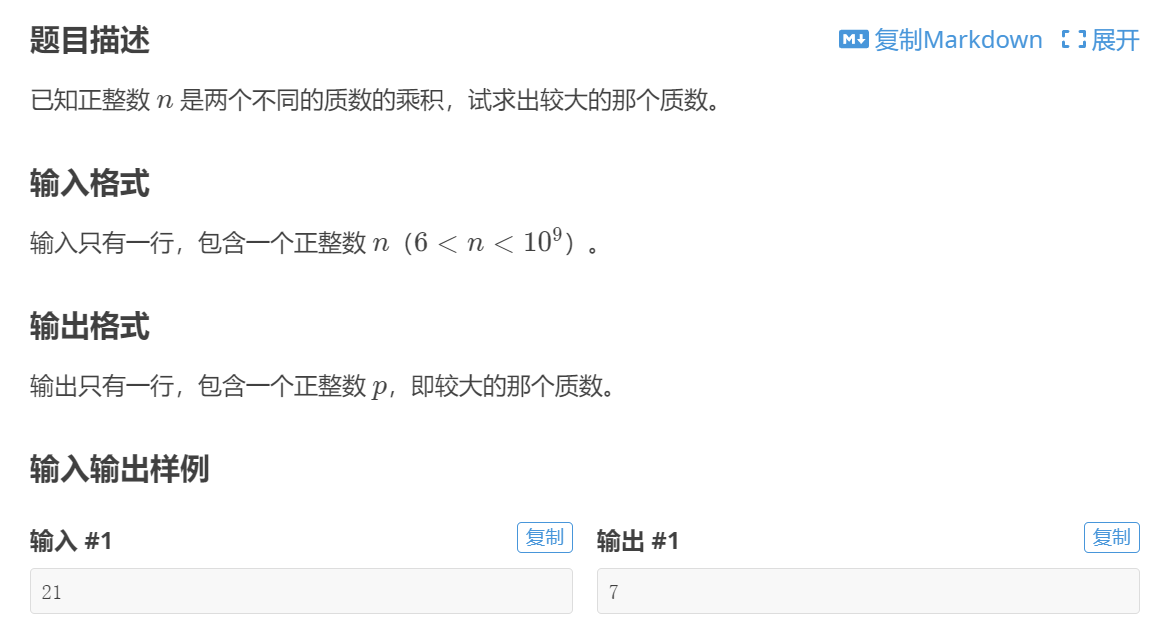 题目描述
复制Markdown 展开
已知正整数 n 是两个不同的质数的乘积，试求出较大的那个质数。
输入格式
输入只有一行，包含一个正整数 n（6 < n < 10⁹）。
输出格式
输出只有一行，包含一个正整数 p，即较大的那个质数。
输入输出样例
输入 #1
复制
21
输出 #1
复制
7